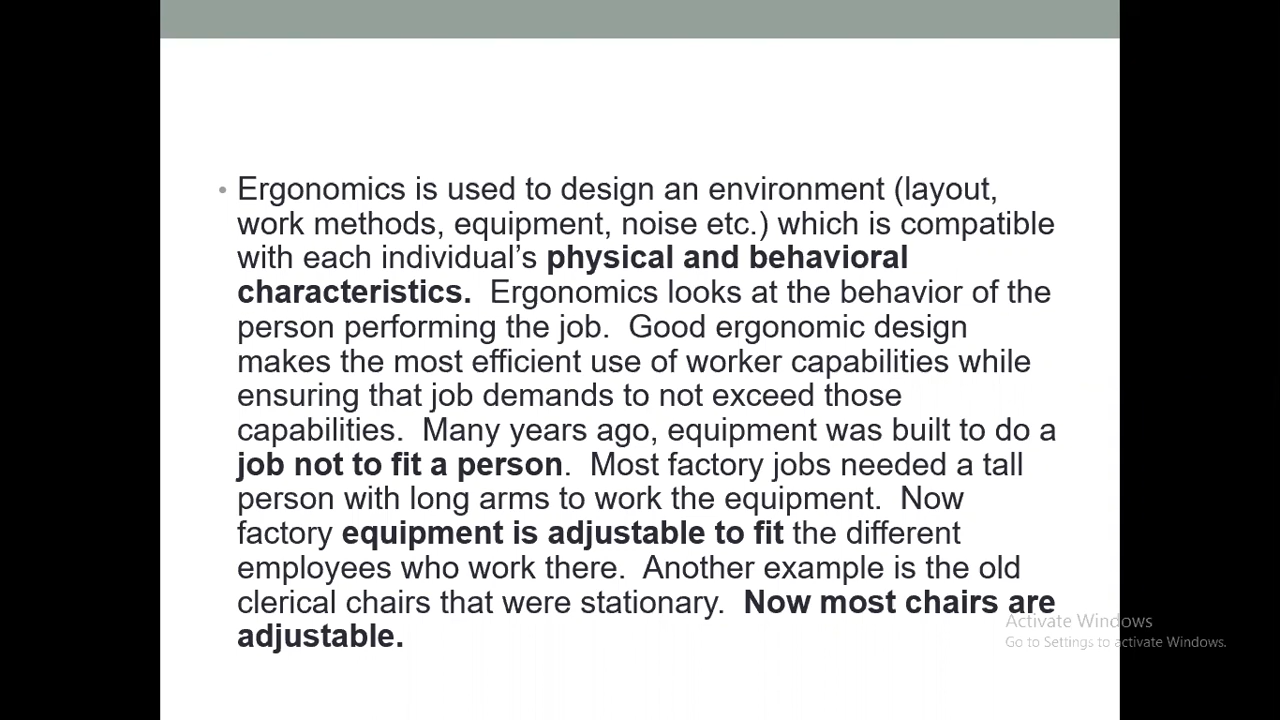 • Ergonomics is used to design an environment (layout,
work methods, equipment, noise etc.) which is compatible
with each individual’s physical and behavioral
characteristics.  Ergonomics looks at the behavior of the
person performing the job.  Good ergonomic design
makes the most efficient use of worker capabilities while
ensuring that job demands to not exceed those
capabilities.  Many years ago, equipment was built to do a
job not to fit a person.  Most factory jobs needed a tall
person with long arms to work the equipment.  Now
factory equipment is adjustable to fit the different
employees who work there.  Another example is the old
clerical chairs that were stationary.  Now most chairs are
adjustable.
Activate Windows
Go to Settings to activate Windows.